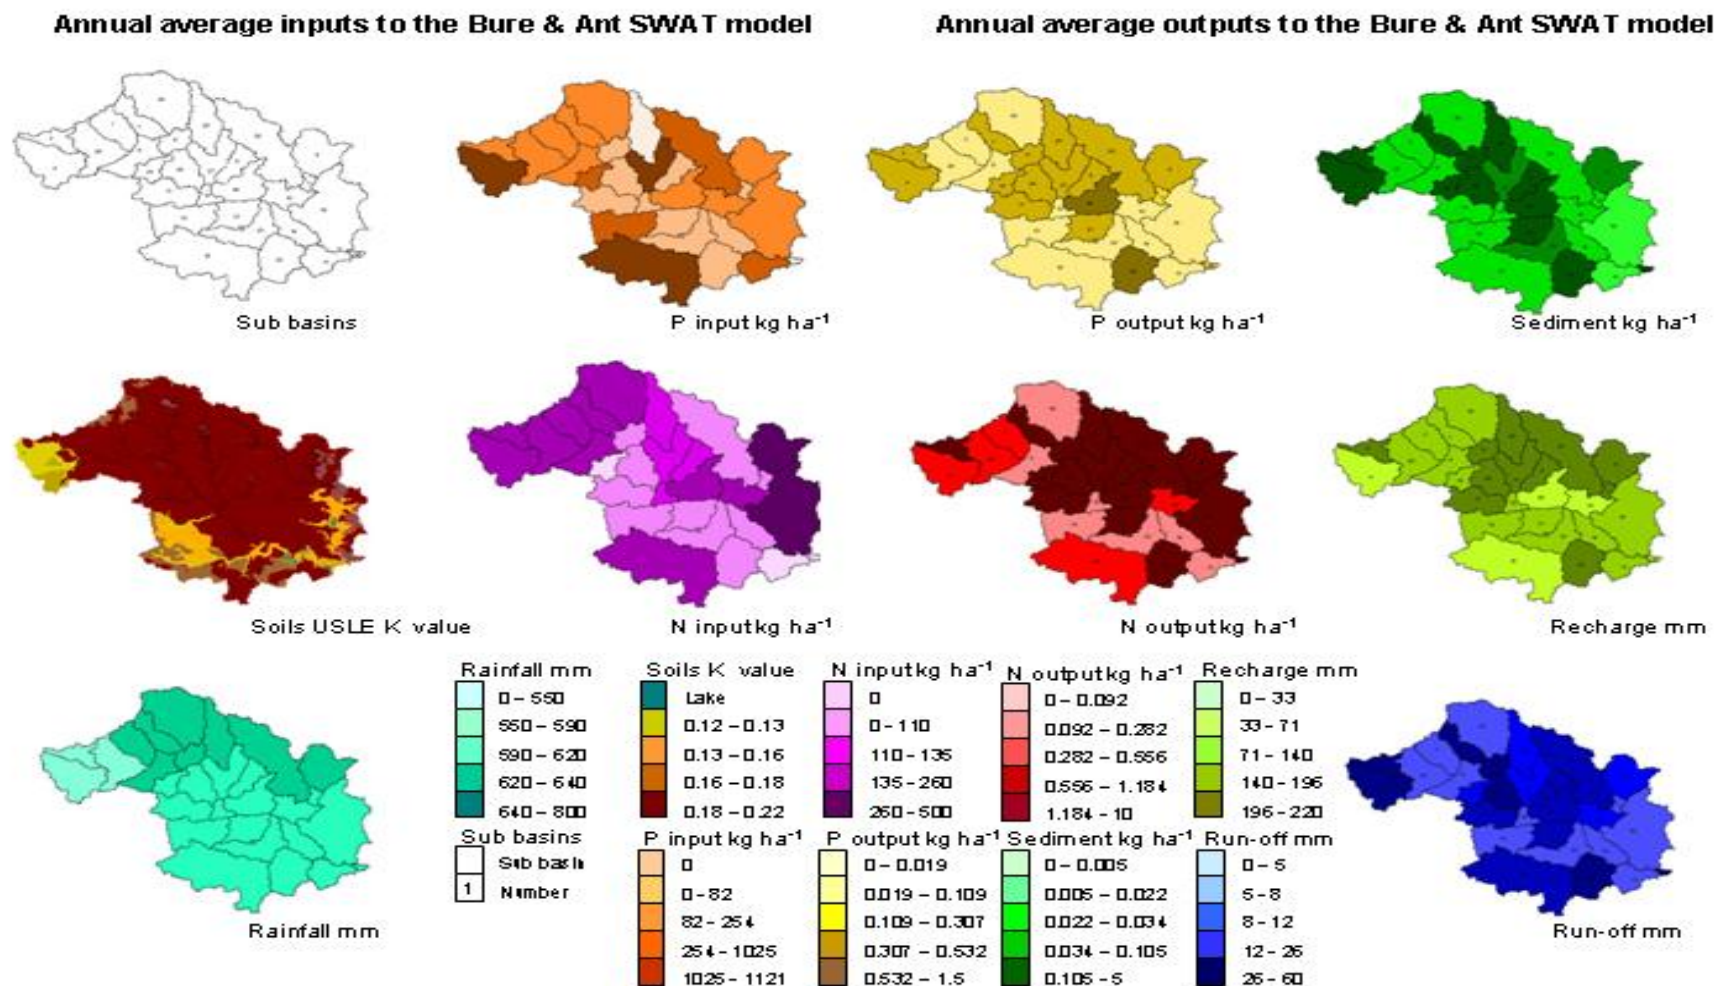 Annual average inputs to the Bure & Ant SWAT model
Annual average outputs to the Bure & Ant SWAT model
Sub basins
P input kg ha⁻¹
P output kg ha⁻¹
Sediment kg ha⁻¹
Soils USLE K value
N input kg ha⁻¹
N output kg ha⁻¹
Recharge mm
Rainfall mm
0 – 550
550 – 590
590 – 620
620 – 640
640 – 800
Soils K value
Lake
0.12 – 0.13
0.13 – 0.16
0.16 – 0.18
0.18 – 0.22
N input kg ha⁻¹
0
0 – 110
110 – 135
135 – 260
260 – 500
N output kg ha⁻¹
0 – 0.092
0.092 – 0.282
0.282 – 0.556
0.556 – 1.184
1.184 – 10
Recharge mm
0 – 33
33 – 71
71 – 140
140 – 196
196 – 220
Sub basins
Sub basin
1 Number
P input kg ha⁻¹
0
0 – 82
82 – 254
254 – 1025
1025 – 1121
P output kg ha⁻¹
0 – 0.019
0.019 – 0.109
0.109 – 0.307
0.307 – 0.532
0.532 – 1.5
Sediment kg ha⁻¹
0 – 0.005
0.005 – 0.022
0.022 – 0.034
0.034 – 0.105
0.105 – 5
Run-off mm
0 – 5
5 – 8
8 – 12
12 – 26
26 – 60
Rainfall mm
Run-off mm